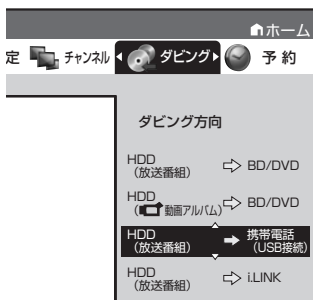 ホーム
定 チャンネル ダビング 予約
ダビング方向
HDD
(放送番組) ⇨ BD/DVD
HDD
(動画アルバム) ⇨ BD/DVD
HDD
(放送番組) ➡ 携帯電話
(USB接続)
HDD
(放送番組) ⇨ i.LINK